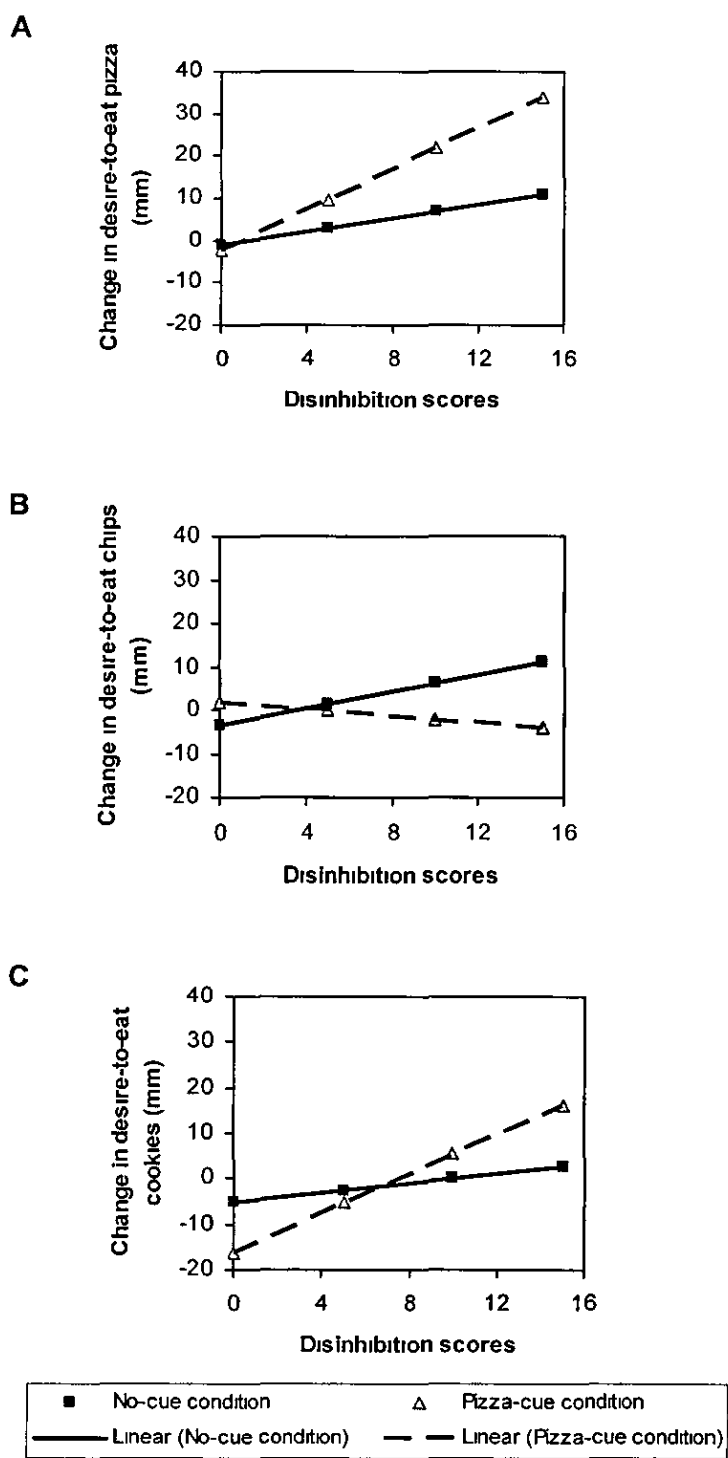 A
Change in desire-to-eat pizza
(mm)
40
30
20
10
0
-10
-20
0 4 8 12 16
Disinhibition scores
B
Change in desire-to-eat chips
(mm)
40
30
20
10
0
-10
-20
0 4 8 12 16
Disinhibition scores
C
Change in desire-to-eat
cookies (mm)
40
30
20
10
0
-10
-20
0 4 8 12 16
Disinhibition scores
No-cue condition Pizza-cue condition
Linear (No-cue condition) Linear (Pizza-cue condition)